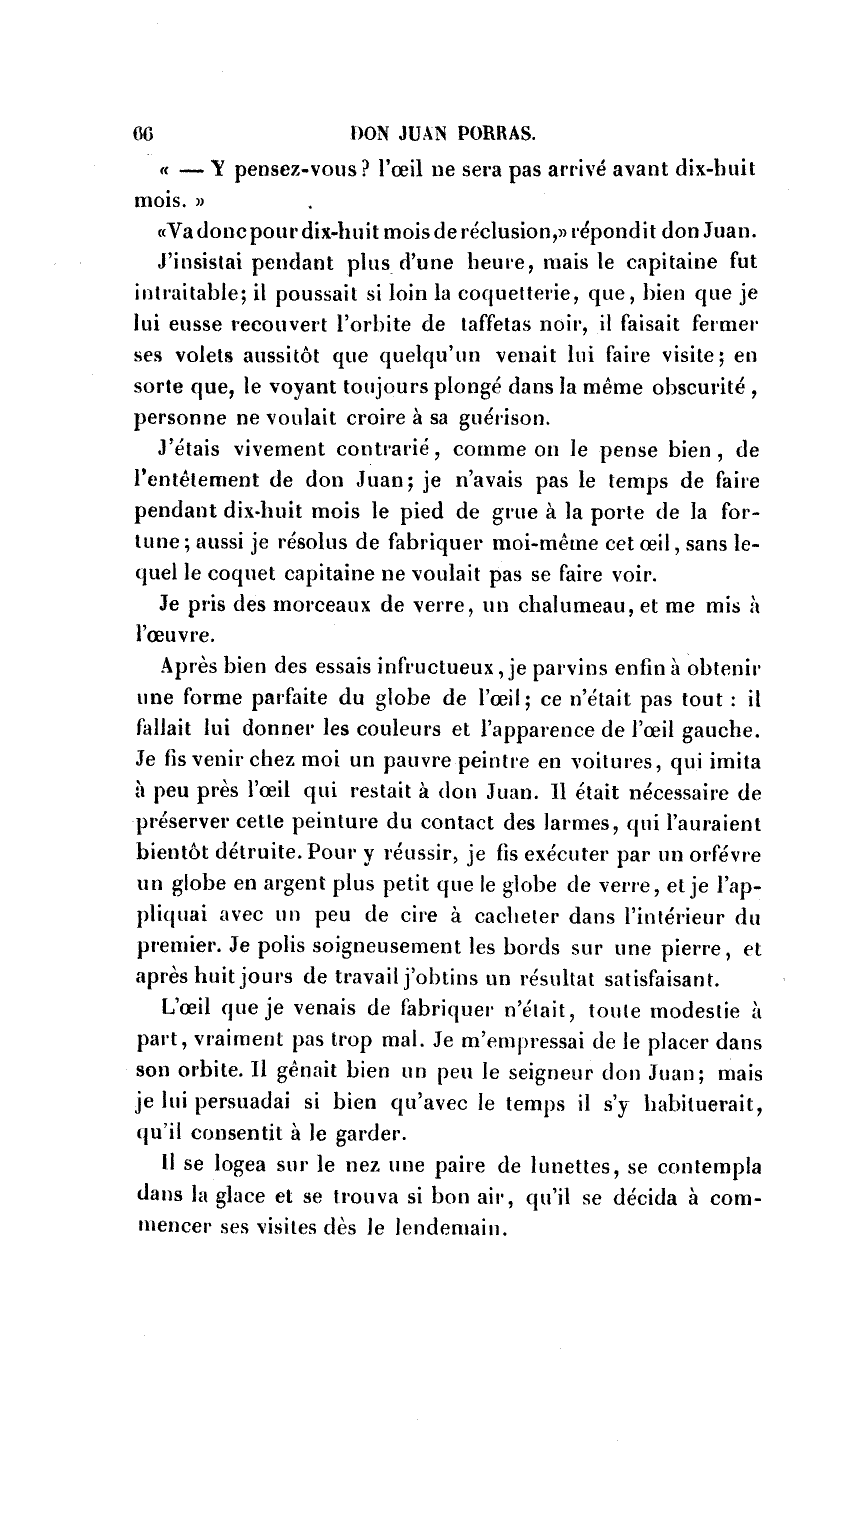 66 DON JUAN PORRAS.
« — Y pensez-vous? l'œil ne sera pas arrivé avant dix-huit
mois. »
«Va donc pour dix-huit mois de réclusion,» répondit don Juan.
J'insistai pendant plus d'une heure, mais le capitaine fut
intraitable; il poussait si loin la coquetterie, que, bien que je
lui eusse recouvert l'orbite de taffetas noir, il faisait fermer
ses volets aussitôt que quelqu'un venait lui faire visite; en
sorte que, le voyant toujours plongé dans la même obscurité,
personne ne voulait croire à sa guérison.
J'étais vivement contrarié, comme on le pense bien, de
l'entêtement de don Juan; je n'avais pas le temps de faire
pendant dix-huit mois le pied de grue à la porte de la for-
tune; aussi je résolus de fabriquer moi-même cet œil, sans le-
quel le coquet capitaine ne voulait pas se faire voir.
Je pris des morceaux de verre, un chalumeau, et me mis à
l'œuvre.
Après bien des essais infructueux, je parvins enfin à obtenir
une forme parfaite du globe de l'œil; ce n'était pas tout : il
fallait lui donner les couleurs et l'apparence de l'œil gauche.
Je fis venir chez moi un pauvre peintre en voitures, qui imita
à peu près l'œil qui restait à don Juan. Il était nécessaire de
préserver cette peinture du contact des larmes, qui l'auraient
bientôt détruite. Pour y réussir, je fis exécuter par un orfévre
un globe en argent plus petit que le globe de verre, et je l'ap-
pliquai avec un peu de cire à cacheter dans l'intérieur du
premier. Je polis soigneusement les bords sur une pierre, et
après huit jours de travail j'obtins un résultat satisfaisant.
L'œil que je venais de fabriquer n'était, toute modestie à
part, vraiment pas trop mal. Je m'empressai de le placer dans
son orbite. Il gênait bien un peu le seigneur don Juan; mais
je lui persuadai si bien qu'avec le temps il s'y habituerait,
qu'il consentit à le garder.
Il se logea sur le nez une paire de lunettes, se contempla
dans la glace et se trouva si bon air, qu'il se décida à com-
mencer ses visites dès le lendemain.